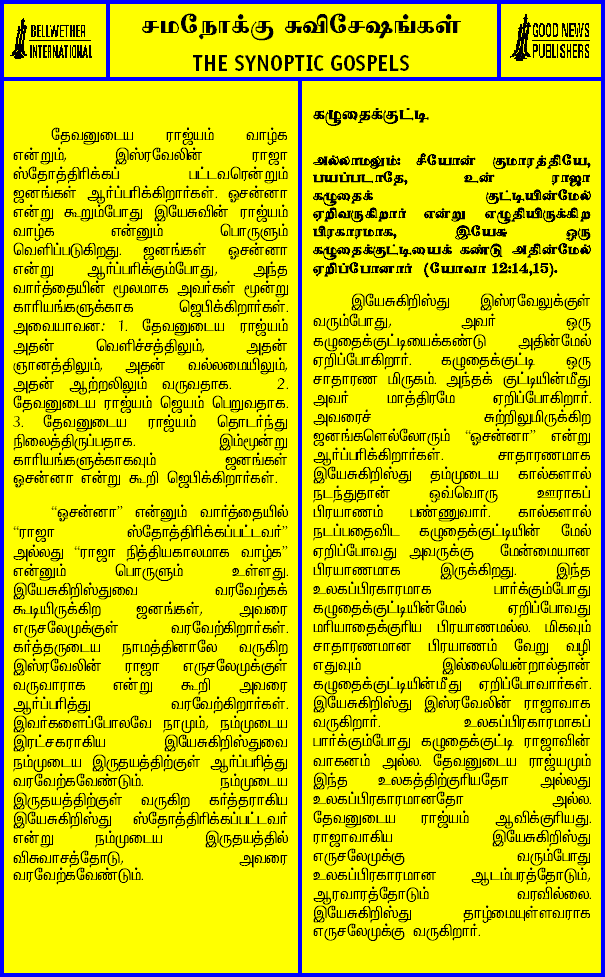 BELLWETHER
INTERNATIONAL
சமநோக்கு சுவிசேஷங்கள்
THE SYNOPTIC GOSPELS
GOOD NEWS
PUBLISHERS
தேவனுடைய ராஜ்யம் வாழ்க
என்றும், இஸ்ரவேலின் ராஜா
ஸ்தோத்திரிக்கப் பட்டவரென்றும்
ஜனங்கள் ஆர்ப்பரிக்கிறார்கள். ஓசன்னா
என்று கூறும்போது இயேசுவின் ராஜ்யம்
வாழ்க என்னும் பொருளும்
வெளிப்படுகிறது. ஜனங்கள் ஓசன்னா
என்று ஆர்ப்பரிக்கும்போது, அந்த
வார்த்தையின் மூலமாக அவர்கள் மூன்று
காரியங்களுக்காக ஜெபிக்கிறார்கள்.
அவையாவன: 1. தேவனுடைய ராஜ்யம்
அதன் வெளிச்சத்திலும், அதன்
ஞானத்திலும், அதன் வல்லமையிலும்,
அதன் ஆற்றலிலும் வருவதாக. 2.
தேவனுடைய ராஜ்யம் ஜெயம் பெறுவதாக.
3. தேவனுடைய ராஜ்யம் தொடர்ந்து
நிலைத்திருப்பதாக. இம்மூன்று
காரியங்களுக்காகவும் ஜனங்கள்
ஓசன்னா என்று கூறி ஜெபிக்கிறார்கள்.
“ஓசன்னா” என்னும் வார்த்தையில்
“ராஜா ஸ்தோத்திரிக்கப்பட்டவர்”
அல்லது “ராஜா நித்தியகாலமாக வாழ்க”
என்னும் பொருளும் உள்ளது.
இயேசுகிறிஸ்துவை வரவேற்கக்
கூடியிருக்கிற ஜனங்கள், அவரை
எருசலேமுக்குள் வரவேற்கிறார்கள்.
கர்த்தருடைய நாமத்தினாலே வருகிற
இஸ்ரவேலின் ராஜா எருசலேமுக்குள்
வருவாராக என்று கூறி அவரை
ஆர்ப்பரித்து வரவேற்கிறார்கள்.
இவர்களைப்போலவே நாமும், நம்முடைய
இரட்சகராகிய இயேசுகிறிஸ்துவை
நம்முடைய இருதயத்திற்குள் ஆர்ப்பரித்து
வரவேற்கவேண்டும். நம்முடைய
இருதயத்திற்குள் வருகிற கர்த்தராகிய
இயேசுகிறிஸ்து ஸ்தோத்திரிக்கப்பட்டவர்
என்று நம்முடைய இருதயத்தில்
விசுவாசத்தோடு, அவரை
வரவேற்கவேண்டும்.
கழுதைக்குட்டி.
அல்லாமலும்: சீயோன் குமாரத்தியே,
பயப்படாதே, உன் ராஜா
கழுதைக் குட்டியின்மேல்
ஏறிவருகிறார் என்று எழுதியிருக்கிற
பிரகாரமாக, இயேசு ஒரு
கழுதைக்குட்டியைக் கண்டு அதின்மேல்
ஏறிப்போனார் (யோவா 12:14,15).
இயேசுகிறிஸ்து இஸ்ரவேலுக்குள்
வரும்போது, அவர் ஒரு
கழுதைக்குட்டியைக்கண்டு அதின்மேல்
ஏறிப்போகிறார். கழுதைக்குட்டி ஒரு
சாதாரண மிருகம். அந்தக் குட்டியின்மீது
அவர் மாத்திரமே ஏறிப்போகிறார்.
அவரைச் சுற்றிலுமிருக்கிற
ஜனங்களெல்லோரும் “ஓசன்னா” என்று
ஆர்ப்பரிக்கிறார்கள். சாதாரணமாக
இயேசுகிறிஸ்து தம்முடைய கால்களால்
நடந்துதான் ஒவ்வொரு ஊராகப்
பிரயாணம் பண்ணுவார். கால்களால்
நடப்பதைவிட கழுதைக்குட்டியின் மேல்
ஏறிப்போவது அவருக்கு மேன்மையான
பிரயாணமாக இருக்கிறது. இந்த
உலகப்பிரகாரமாக பார்க்கும்போது
கழுதைக்குட்டியின்மேல் ஏறிப்போவது
மரியாதைக்குரிய பிரயாணமல்ல. மிகவும்
சாதாரணமான பிரயாணம் வேறு வழி
எதுவும் இல்லையென்றால்தான்
கழுதைக்குட்டியின்மீது ஏறிப்போவார்கள்.
இயேசுகிறிஸ்து இஸ்ரவேலின் ராஜாவாக
வருகிறார். உலகப்பிரகாரமாகப்
பார்க்கும்போது கழுதைக்குட்டி ராஜாவின்
வாகனம் அல்ல. தேவனுடைய ராஜ்யமும்
இந்த உலகத்திற்குரியதோ அல்லது
உலகப்பிரகாரமானதோ அல்ல.
தேவனுடைய ராஜ்யம் ஆவிக்குரியது.
ராஜாவாகிய இயேசுகிறிஸ்து
எருசலேமுக்கு வரும்போது
உலகப்பிரகாரமான ஆடம்பரத்தோடும்,
ஆரவாரத்தோடும் வரவில்லை.
இயேசுகிறிஸ்து தாழ்மையுள்ளவராக
எருசலேமுக்கு வருகிறார்.